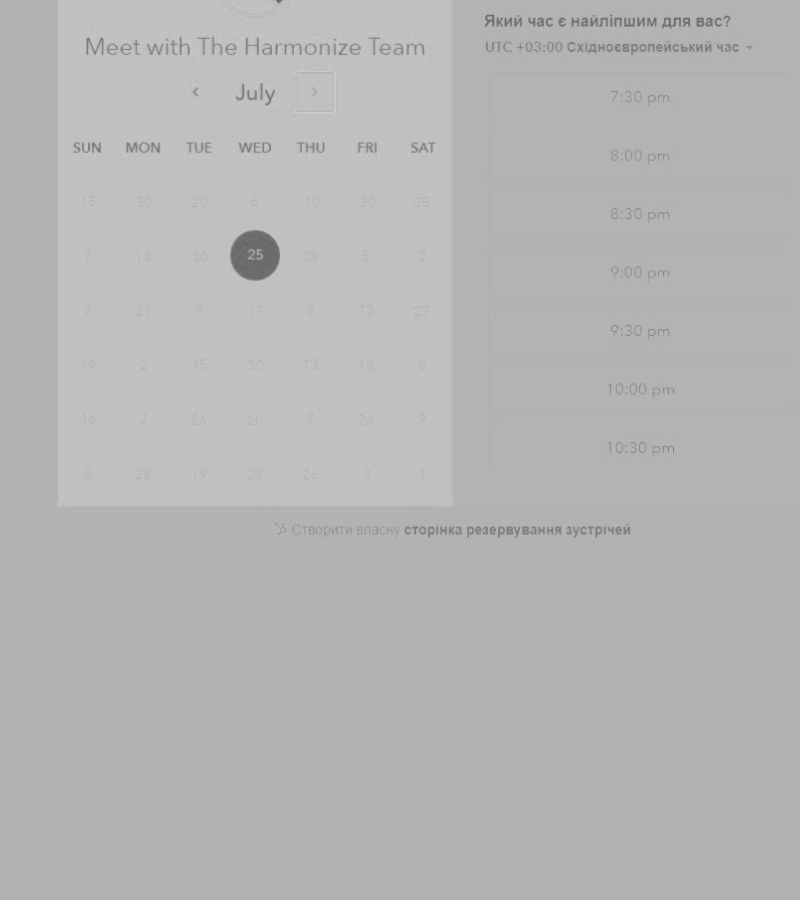 Meet with The Harmonize Team
July
SUN MON TUE WED THU FRI SAT
15 30 20 6 10 30 28
7 18 30 25 28 5 2
7 21 9 17 8 13 27
19 2 15 30 13 18 8
16 2 26 20 7 26 9
8 28 19 28 26 3 1
Який час є найліпшим для вас?
UTC +03:00 Східноєвропейський час
7:30 pm
8:00 pm
8:30 pm
9:00 pm
9:30 pm
10:00 pm
10:30 pm
Створити власну сторінка резервування зустрічей